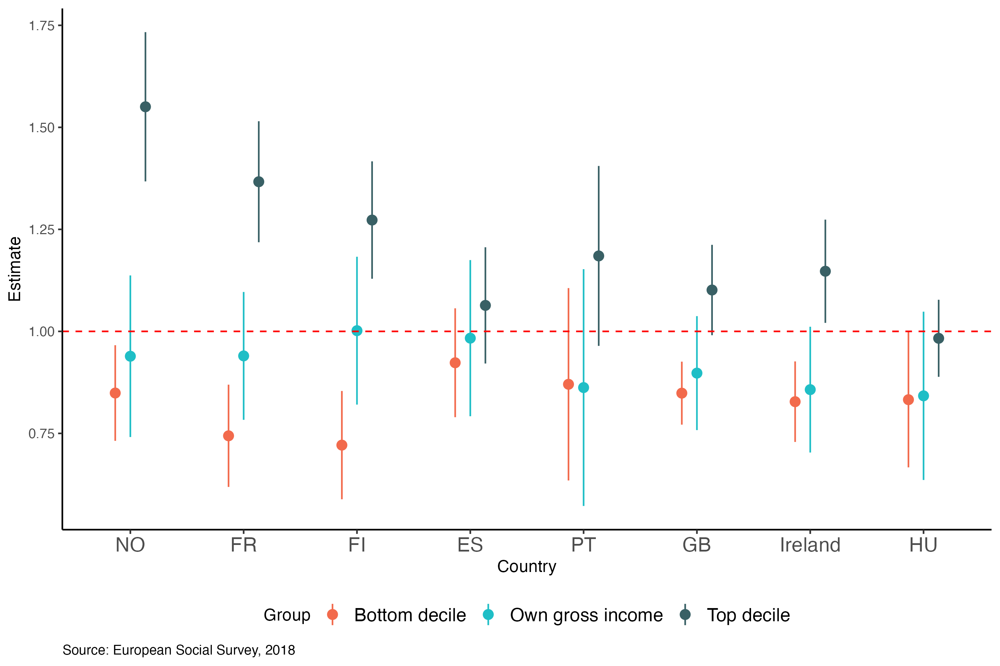 1.75
1.50
1.25
1.00
0.75
Estimate
NO FR FI ES PT GB Ireland HU
Country
Group Bottom decile Own gross income Top decile
Source: European Social Survey, 2018